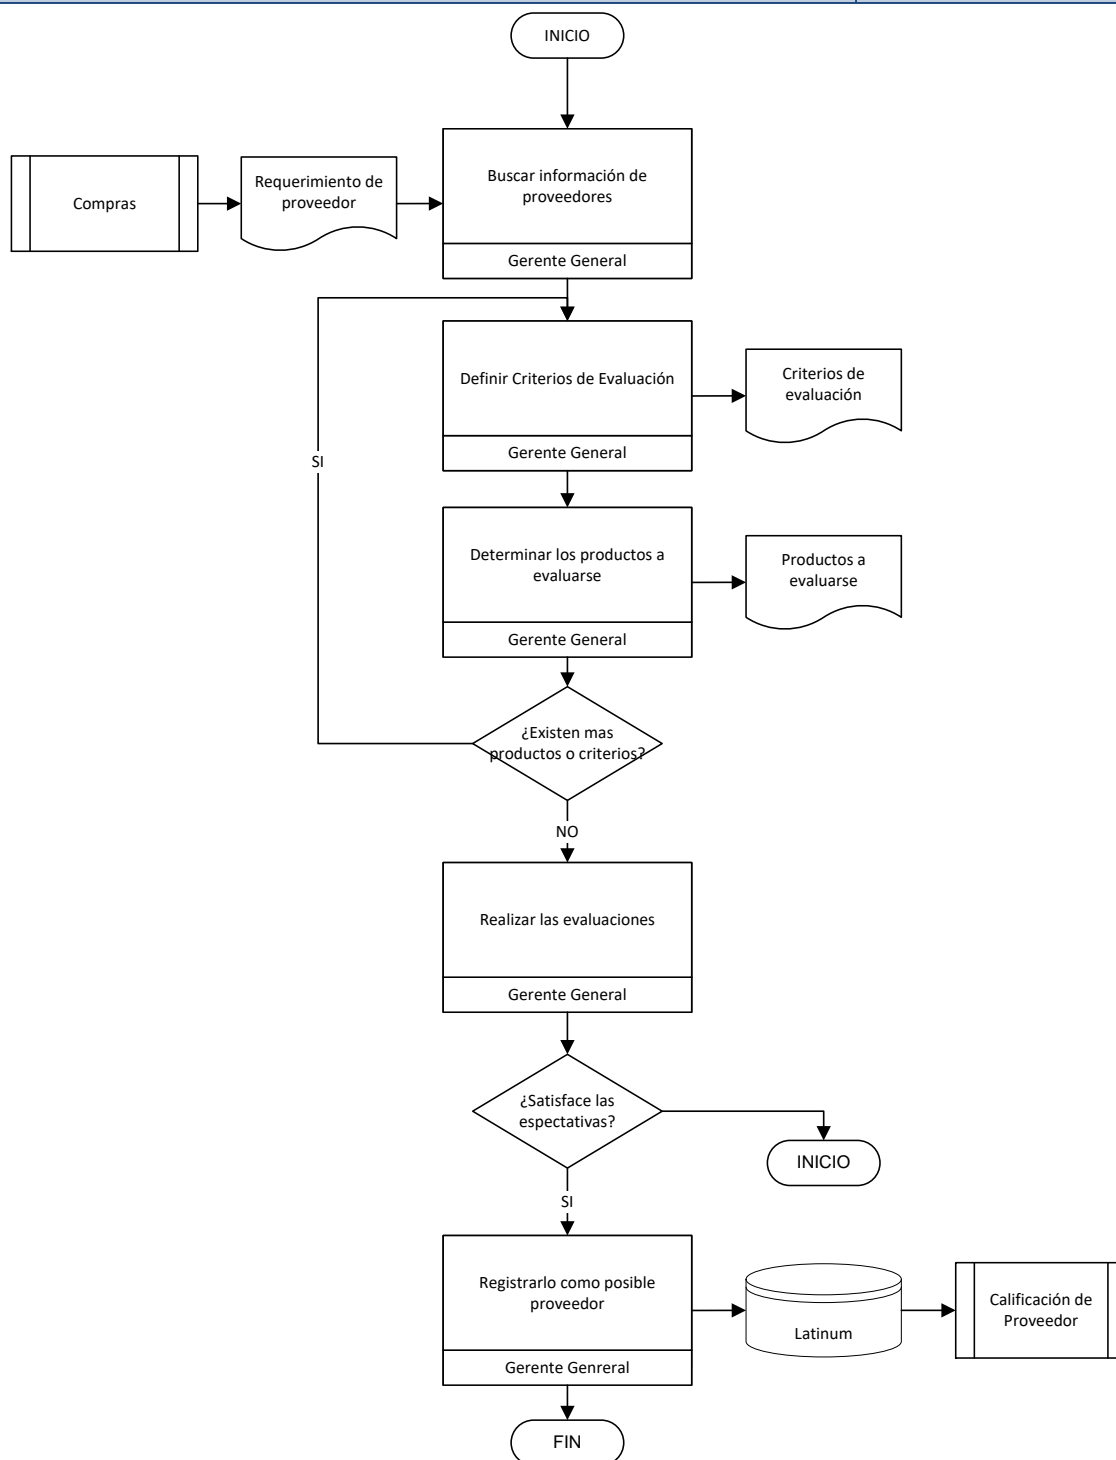 INICIO
Compras
Requerimiento de
proveedor
Buscar información de
proveedores
Gerente General
Definir Criterios de Evaluación
Gerente General
Criterios de
evaluación
SI
Determinar los productos a
evaluarse
Gerente General
Productos a
evaluarse
¿Existen mas
productos o criterios?
NO
Realizar las evaluaciones
Gerente General
¿Satisface las
espectativas?
INICIO
SI
Registrarlo como posible
proveedor
Gerente Genreral
Latinum
Calificación de
Proveedor
FIN